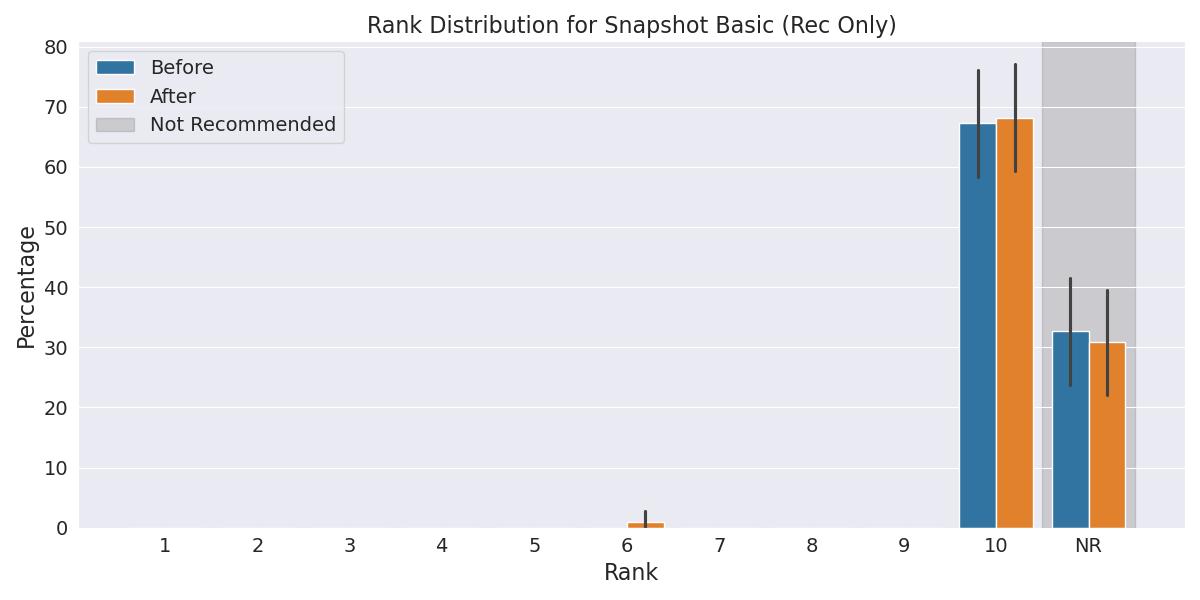 Rank Distribution for Snapshot Basic (Rec Only)
Before
After
Not Recommended
80
70
60
50
40
30
20
10
0
Percentage
1 2 3 4 5 6 7 8 9 10 NR
Rank